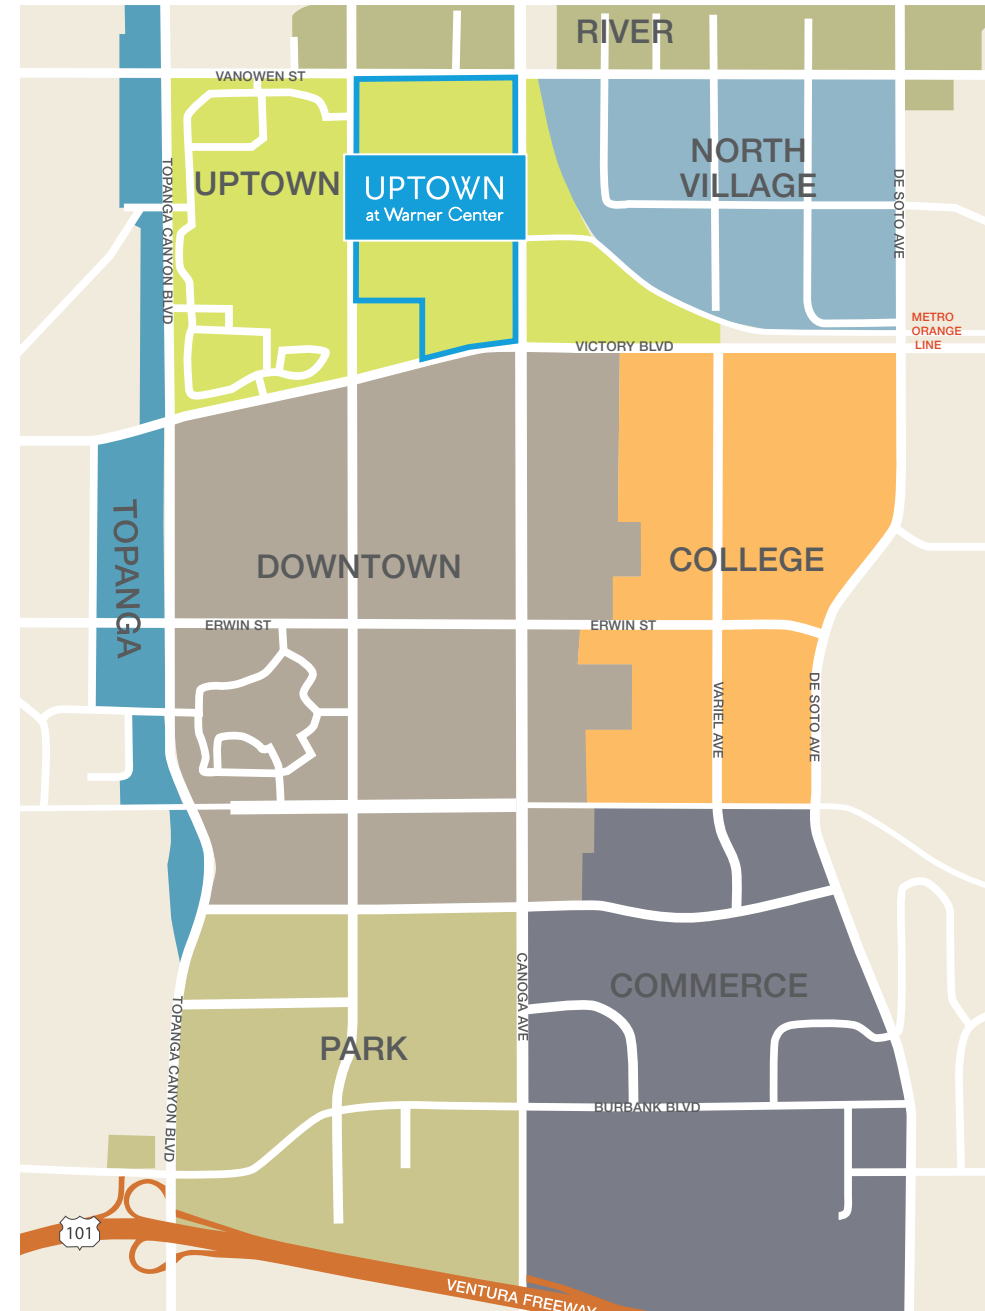 RIVER
VANOWEN ST
NORTH
VILLAGE
UPTOWN
UPTOWN
at Warner Center
TOPANGA CANYON BLVD
DE SOTO AVE
METRO
ORANGE
LINE
VICTORY BLVD
TOPANGA
DOWNTOWN
COLLEGE
ERWIN ST
ERWIN ST
VARIEL AVE
DE SOTO AVE
CANOGA AVE
COMMERCE
TOPANGA CANYON BLVD
PARK
BURBANK BLVD
101
VENTURA FREEWAY